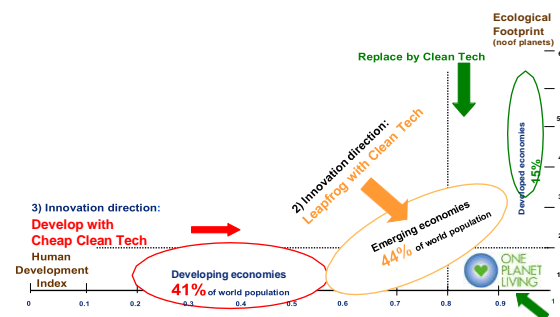 Ecological
Footprint
(noof planets)
Replace by Clean Tech
2) Innovation direction:
Leapfrog with Clean Tech
Developed economies
15%
3) Innovation direction:
Develop with
Cheap Clean Tech
Human
Development
Index
Emerging economies
44% of world population
Developing economies
41% of world population
ONE
PLANET
LIVING
5
4
3
2
1
0
0.1
0.2
0.3
0.4
0.5
0.6
0.7
0.8
0.9
1